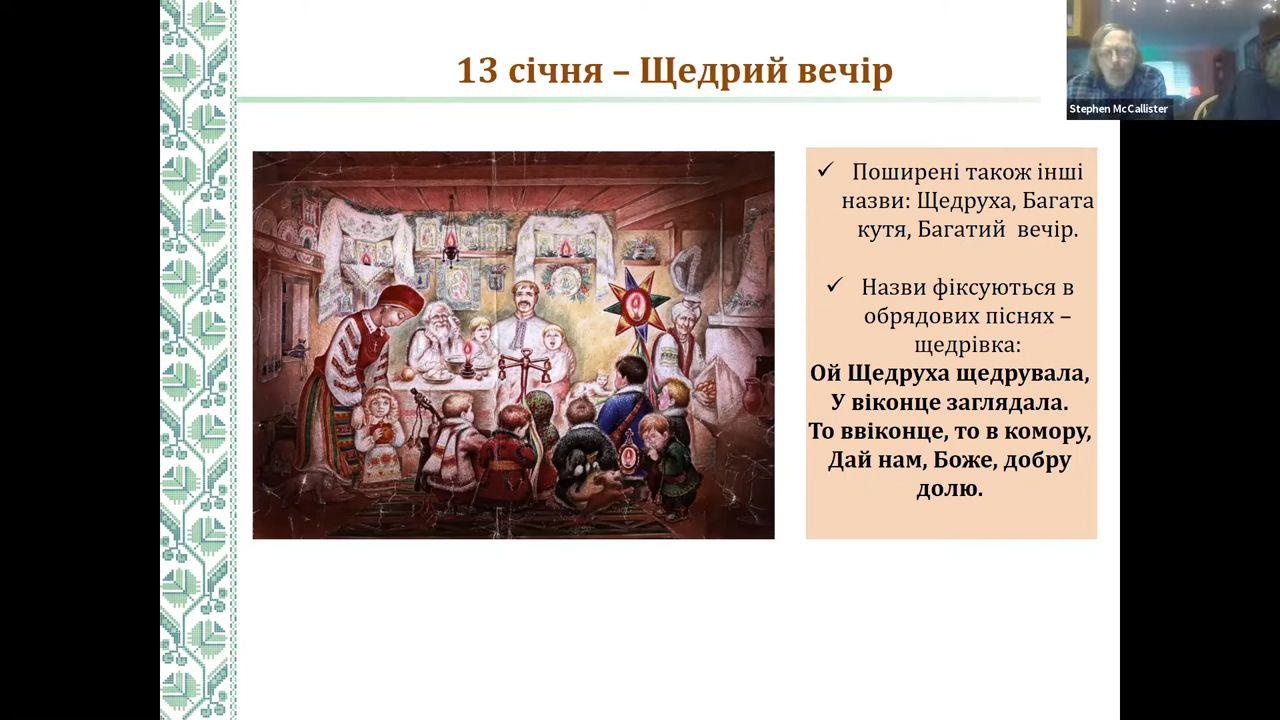 13 січня – Щедрий вечір
Stephen McCallister
Поширені також інші
назви: Щедруха, Багата
кутя, Багатий вечір.
Назви фіксуються в
обрядових піснях –
щедрівка:
Ой Щедруха щедрувала,
У віконце заглядала.
То ввіконце, то в комору,
Дай нам, Боже, добру
долю.